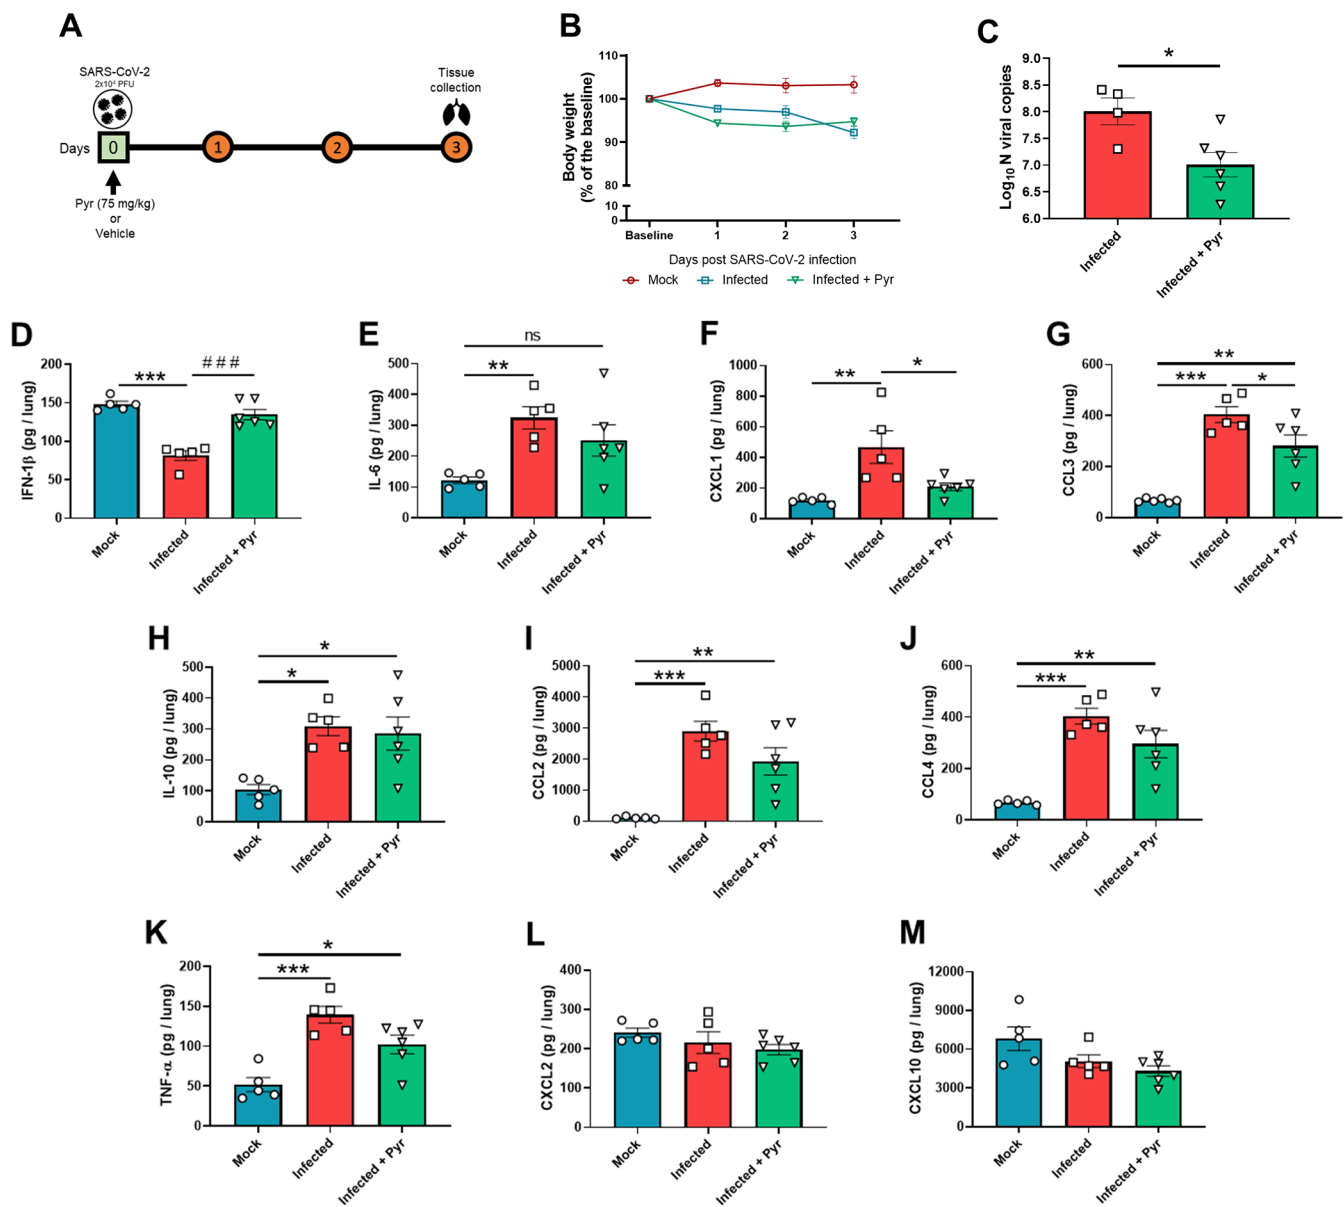 A
SARS-CoV-2
2x10⁴ PFU
Tissue
collection
Days 0 1 2 3
Pyr (75 mg/kg)
or
Vehicle
B
Body weight
(% of the baseline)
110
100
90
80
10
0
Baseline 1 2 3
Days post SARS-CoV-2 infection
Mock Infected Infected + Pyr
C
Log₁₀ N viral copies
9.0
8.5
8.0
7.5
7.0
6.5
6.0
*
Infected
Infected + Pyr
D
IFN-1β (pg / lung)
200
150
100
50
0
***
###
Mock
Infected
Infected + Pyr
E
IL-6 (pg / lung)
500
400
300
200
100
0
ns
**
Mock
Infected
Infected + Pyr
F
CXCL1 (pg / lung)
1000
800
600
400
200
0
**
*
Mock
Infected
Infected + Pyr
G
CCL3 (pg / lung)
600
400
200
0
**
***
*
Mock
Infected
Infected + Pyr
H
IL-10 (pg / lung)
500
400
300
200
100
0
*
*
Mock
Infected
Infected + Pyr
I
CCL2 (pg / lung)
5000
4000
3000
2000
1000
0
**
***
Mock
Infected
Infected + Pyr
J
CCL4 (pg / lung)
600
400
200
0
**
***
Mock
Infected
Infected + Pyr
K
TNF-α (pg / lung)
200
150
100
50
0
*
***
Mock
Infected
Infected + Pyr
L
CXCL2 (pg / lung)
400
300
200
100
0
Mock
Infected
Infected + Pyr
M
CXCL10 (pg / lung)
12000
9000
6000
3000
0
Mock
Infected
Infected + Pyr